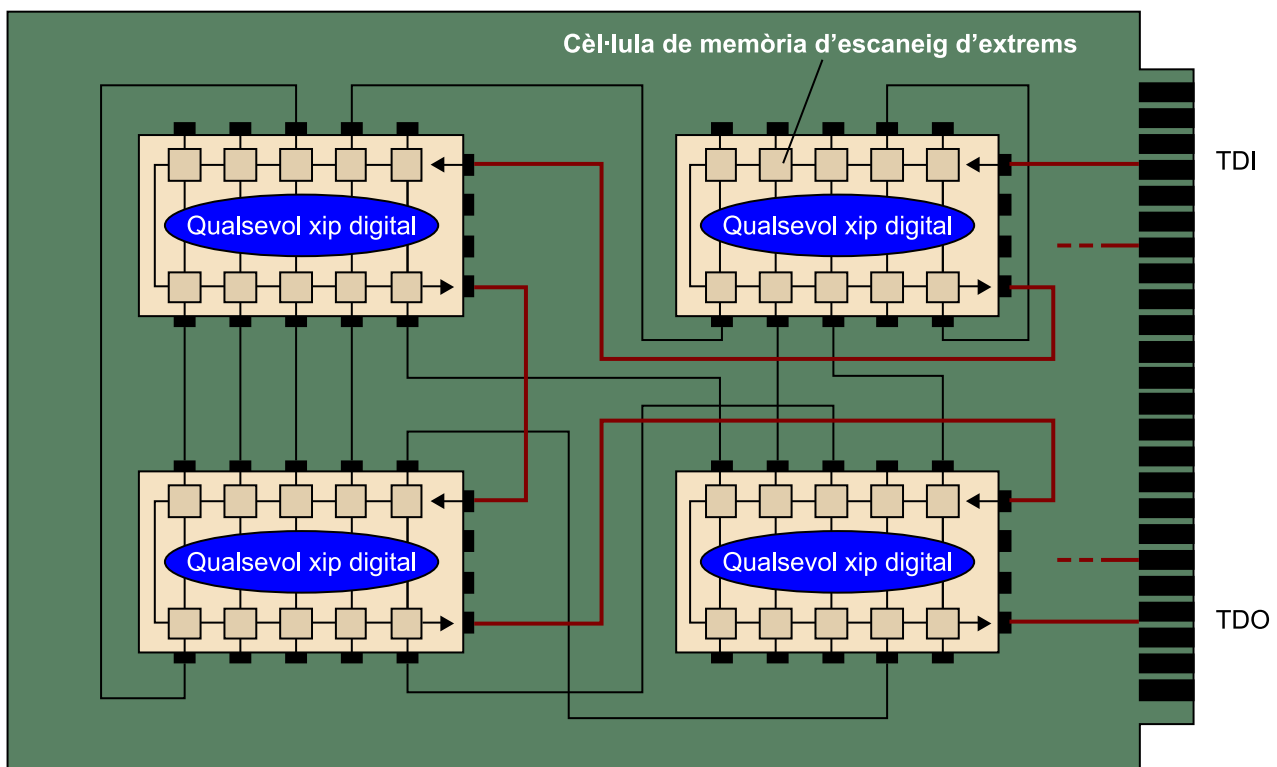 Cèl·lula de memòria d’escaneig d’extrems
TDI
Qualsevol xip digital
Qualsevol xip digital
Qualsevol xip digital
Qualsevol xip digital
TDO